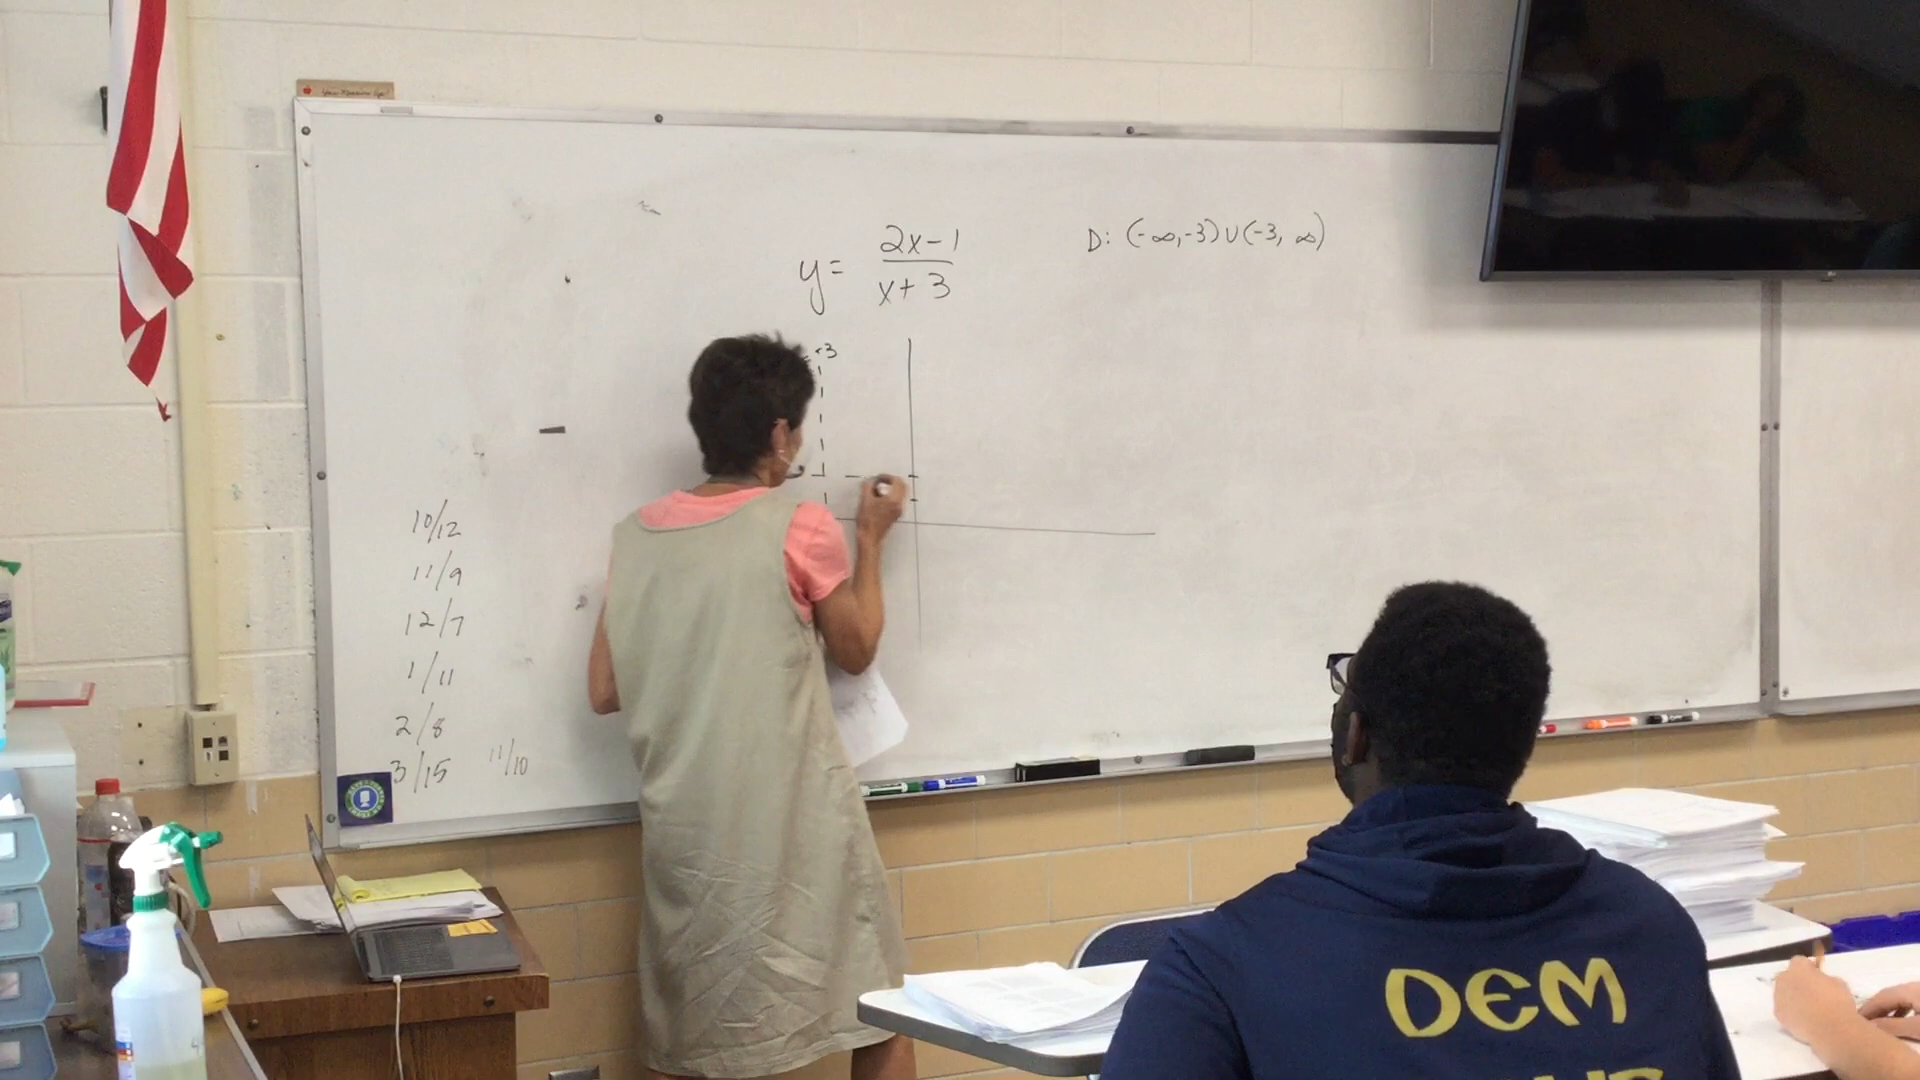 y = 2x-1 / x+3
D: (-∞,-3)∪(-3, ∞)
-3
10/12
11/9
12/7
1/11
2/8
3/15
11/10
DEM